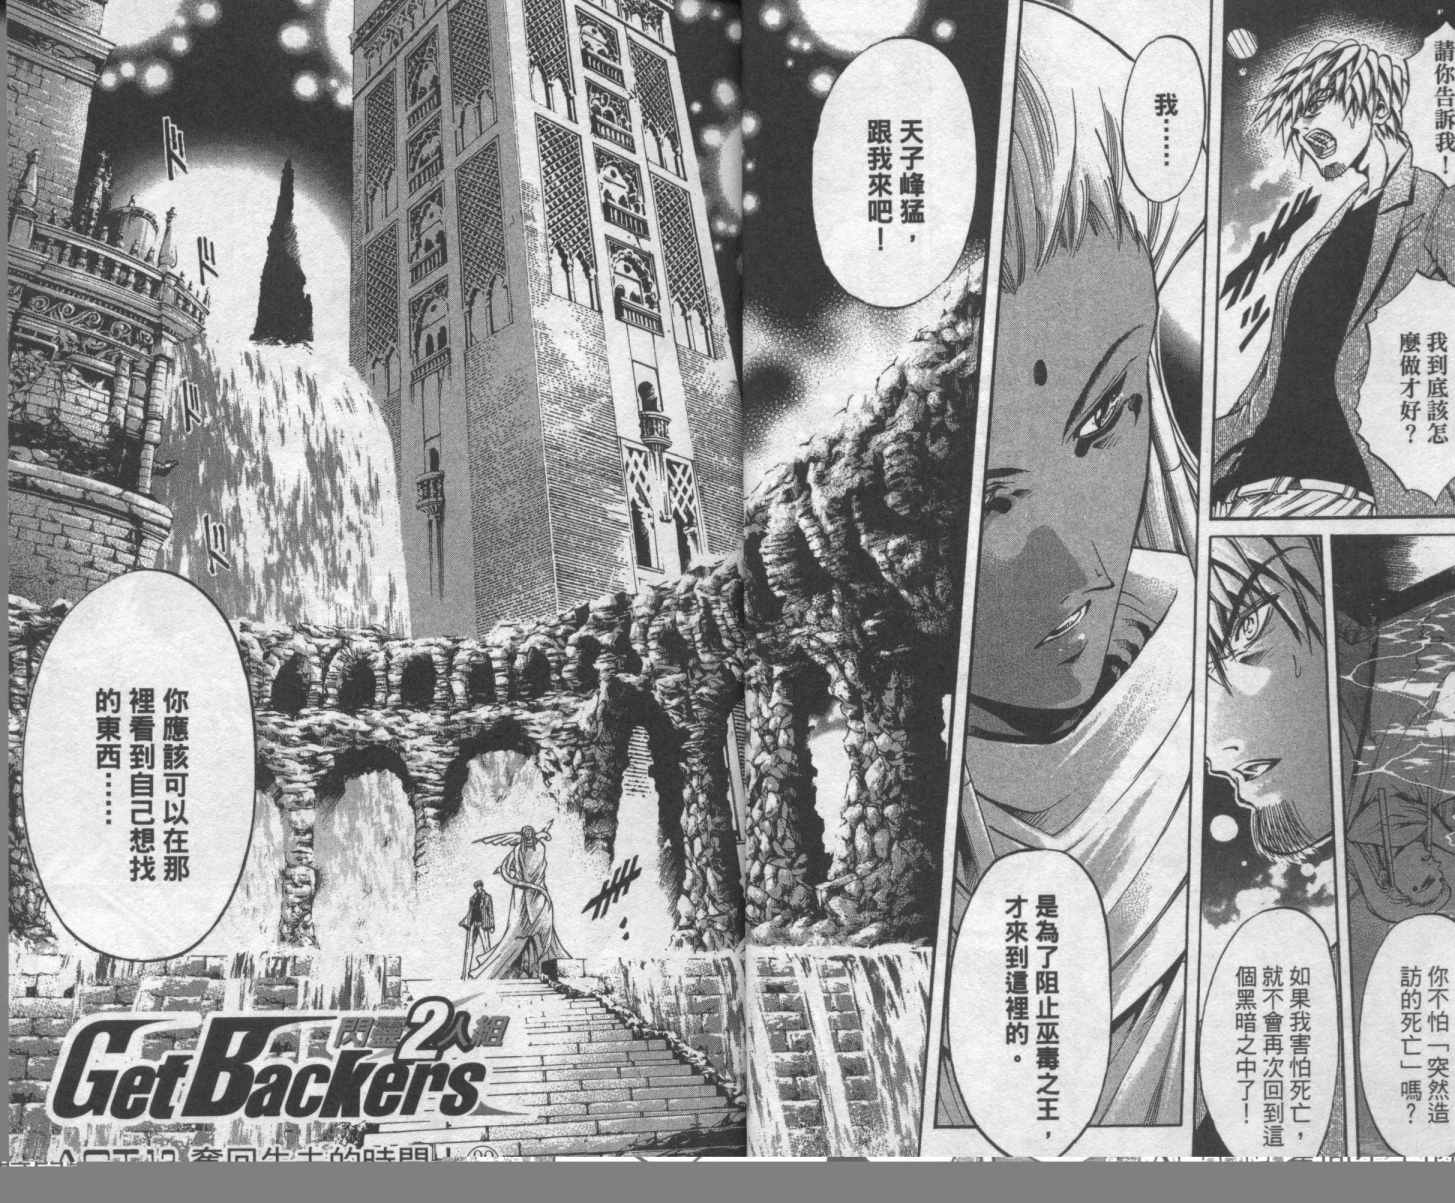 請你告訴我！
我到底該怎
麼做才好？
你不怕「突然造
訪的死亡」嗎？
如果我害怕死亡，
就不會再次回到這
個黑暗之中了！
我……
是為了阻止巫毒之王，
才來到這裡的。
天子峰猛，
跟我來吧！
ドドドド
你應該可以在那
裡看到自己想找
的東西……
GetBackers
閃靈2人組